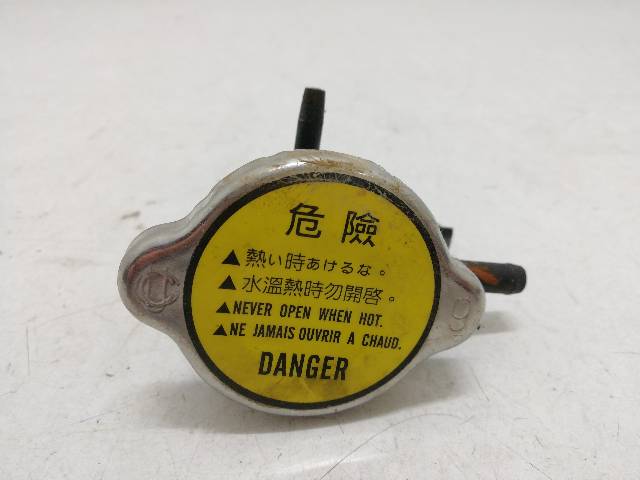 危險
▲熱い時あけるな。
▲水溫熱時勿開啓。
▲NEVER OPEN WHEN HOT.
▲NE JAMAIS OUVRIR A CHAUD.
DANGER